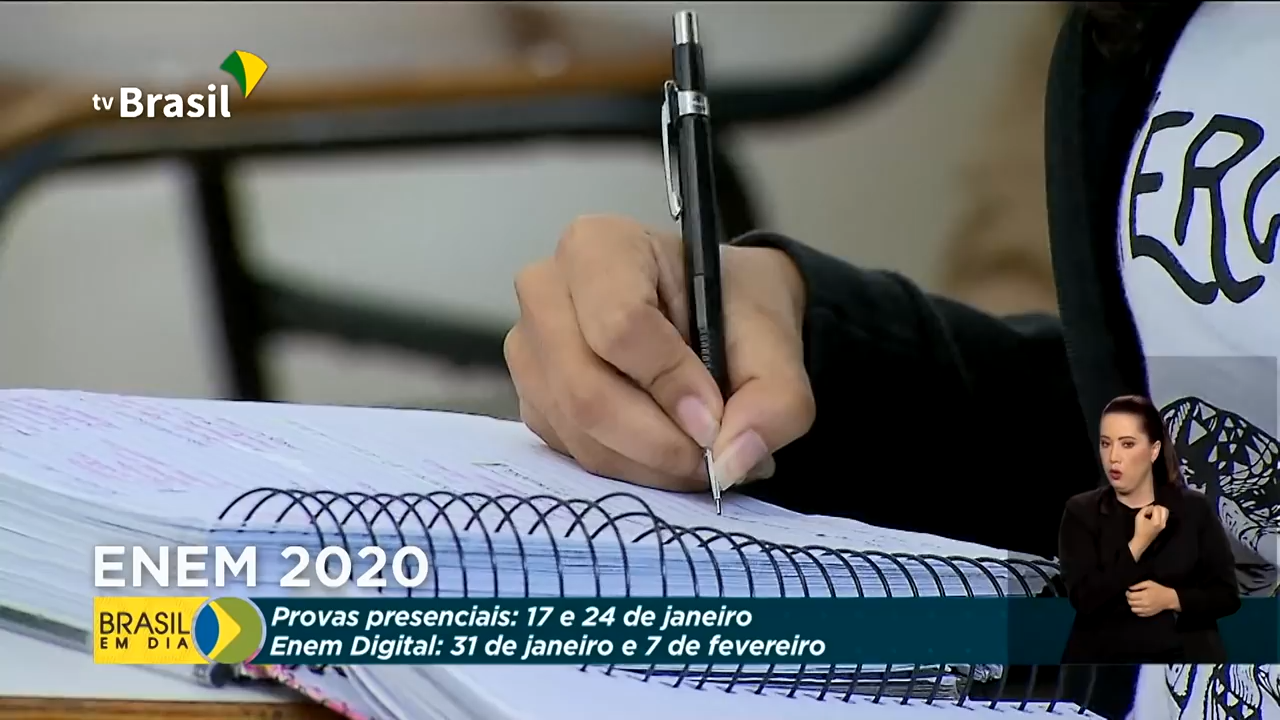 tv Brasil
ERG
ENEM 2020
BRASIL
EM DIA
Provas presenciais: 17 e 24 de janeiro
Enem Digital: 31 de janeiro e 7 de fevereiro